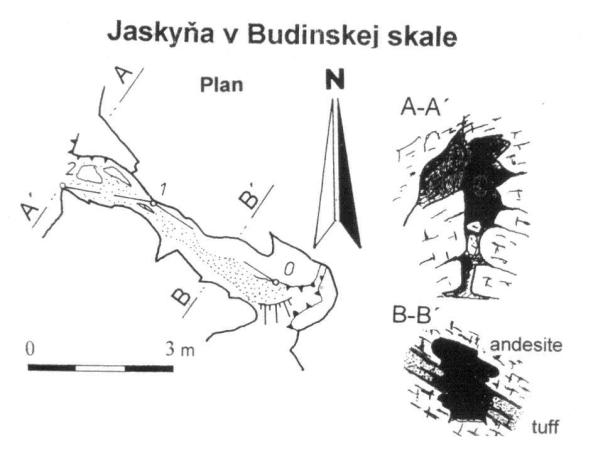 Jaskyňa v Budinskej skale
Plan
N
A
A´
2
1
B´
B
0
0 3 m
A-A´
B-B´
andesite
tuff